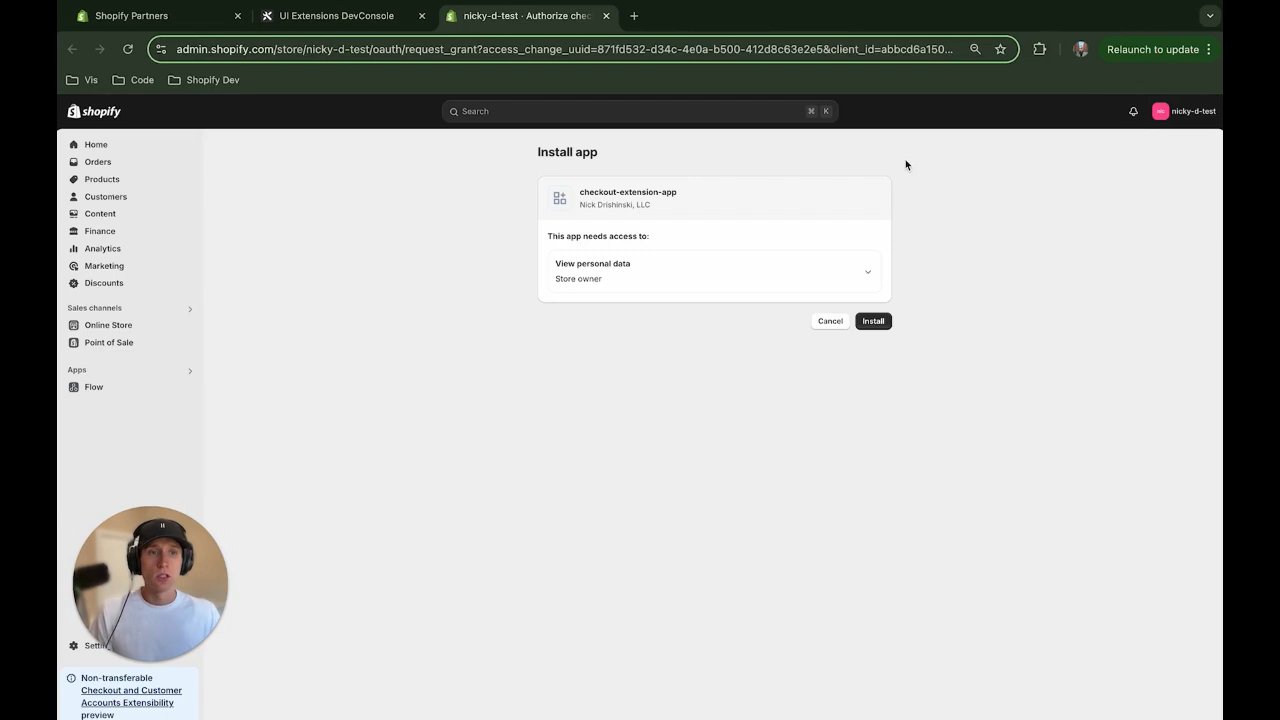 Shopify Partners
UI Extensions DevConsole
nicky-d-test · Authorize chec
admin.shopify.com/store/nicky-d-test/oauth/request_grant?access_change_uuid=871fd532-d34c-4e0a-b500-412d8c63e2e5&client_id=abbcd6a150...
Relaunch to update
Vis
Code
Shopify Dev
shopify
Search
⌘ K
nic
nicky-d-test
Home
Orders
Products
Customers
Content
Finance
Analytics
Marketing
Discounts
Sales channels
Online Store
Point of Sale
Apps
Flow
Install app
checkout-extension-app
Nick Drishinski, LLC
This app needs access to:
View personal data
Store owner
Cancel
Install
Non-transferable
Checkout and Customer
Accounts Extensibility
preview